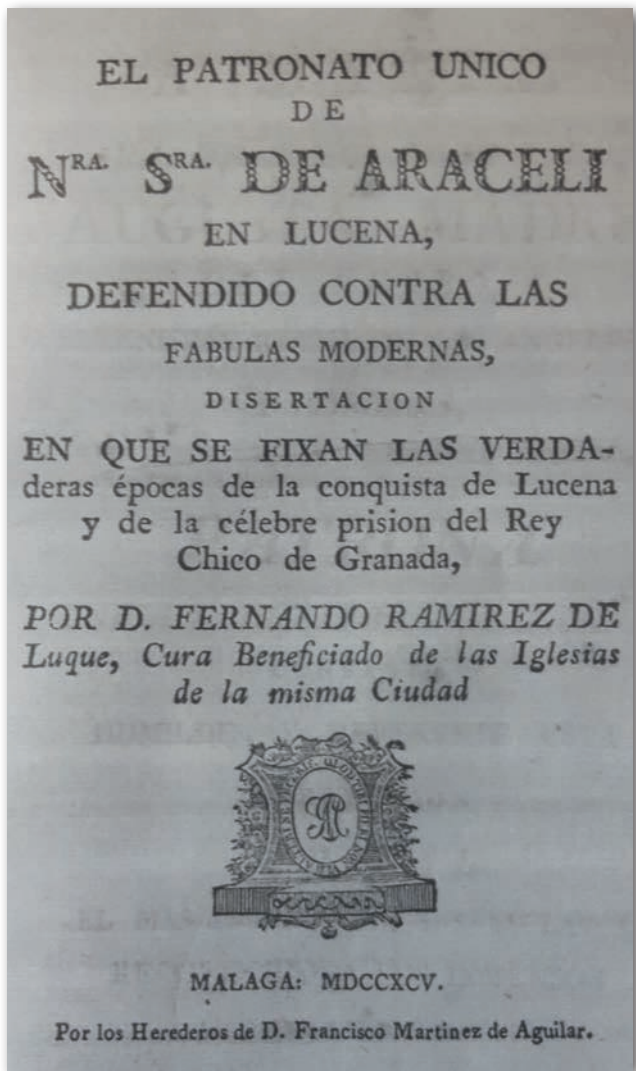 EL PATRONATO UNICO
DE
NRA. SRA. DE ARACELI
EN LUCENA,
DEFENDIDO CONTRA LAS
FABULAS MODERNAS,
DISERTACION
EN QUE SE FIXAN LAS VERDA-
deras épocas de la conquista de Lucena
y de la célebre prision del Rey
Chico de Granada,
POR D. FERNANDO RAMIREZ DE
Luque, Cura Beneficiado de las Iglesias
de la misma Ciudad
MALAGA: MDCCXCV.
Por los Herederos de D. Francisco Martinez de Aguilar.